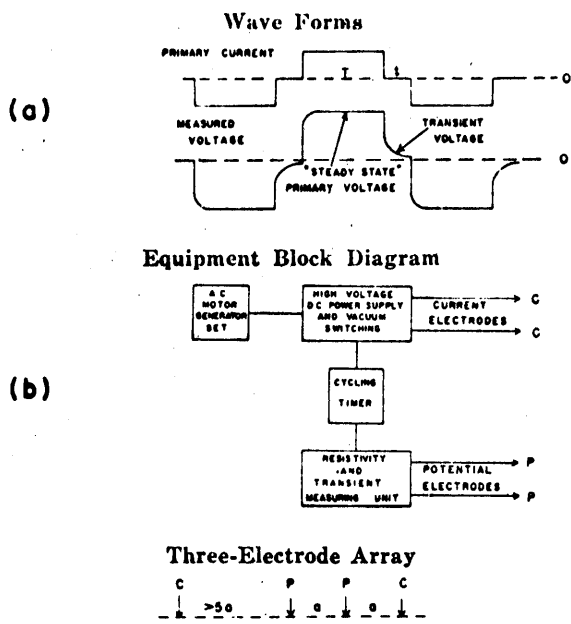 Wave Forms
PRIMARY CURRENT
T
t
O
(a)
MEASURED
VOLTAGE
TRANSIENT
VOLTAGE
O
"STEADY STATE"
PRIMARY VOLTAGE
Equipment Block Diagram
A C
MOTOR
GENERATOR
SET
HIGH VOLTAGE
DC POWER SUPPLY
AND VACUUM
SWITCHING
C
CURRENT
ELECTRODES
C
(b)
CYCLING
TIMER
RESISTIVITY
AND
TRANSIENT
MEASURING UNIT
P
POTENTIAL
ELECTRODES
P
Three-Electrode Array
C P P C
>5a a a